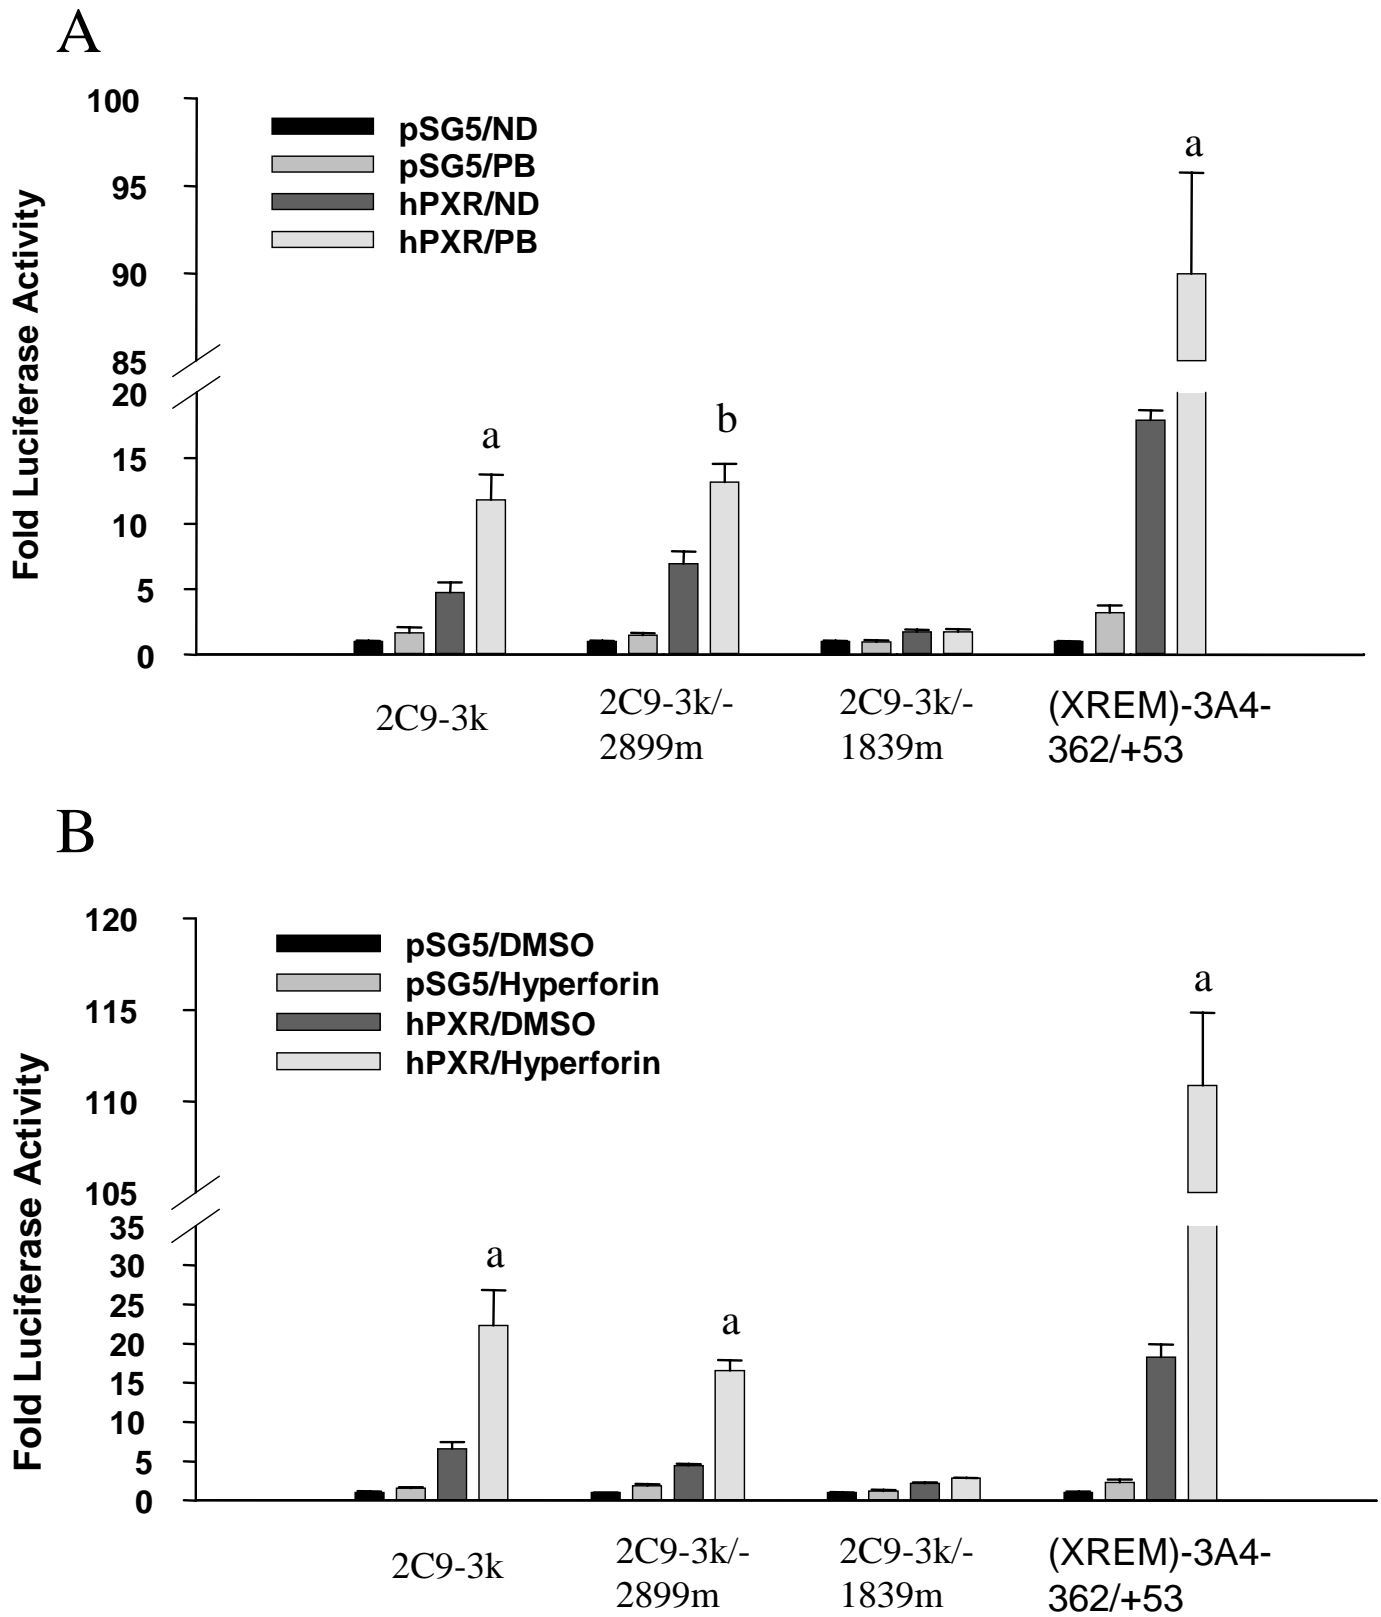 A
100
95
90
85
20
15
10
5
0
Fold Luciferase Activity
pSG5/ND
pSG5/PB
hPXR/ND
hPXR/PB
a
b
a
2C9-3k
2C9-3k/-
2899m
2C9-3k/-
1839m
(XREM)-3A4-
362/+53
B
120
115
110
105
35
30
25
20
15
10
5
0
Fold Luciferase Activity
pSG5/DMSO
pSG5/Hyperforin
hPXR/DMSO
hPXR/Hyperforin
a
a
a
2C9-3k
2C9-3k/-
2899m
2C9-3k/-
1839m
(XREM)-3A4-
362/+53